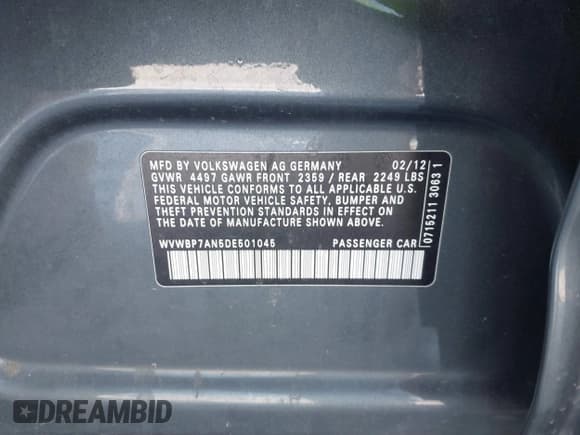 MFD BY VOLKSWAGEN AG GERMANY 02/12
GVWR 4497 GAWR FRONT 2359 / REAR 2249 LBS
THIS VEHICLE CONFORMS TO ALL APPLICABLE U.S.
FEDERAL MOTOR VEHICLE SAFETY, BUMPER AND
THEFT PREVENTION STANDARDS IN EFFECT ON
THE DATE OF MANUFACTURE SHOWN ABOVE.
WVWBP7AN5DE501045 PASSENGER CAR
0715211 3063 1
DREAMBID